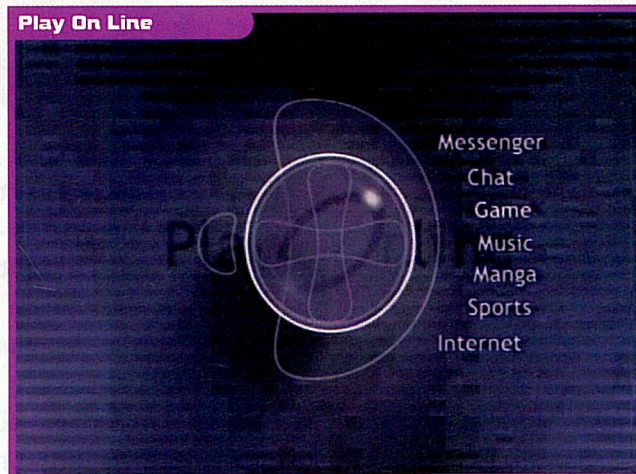 Play On Line
Messenger
Chat
Game
Music
Manga
Sports
Internet